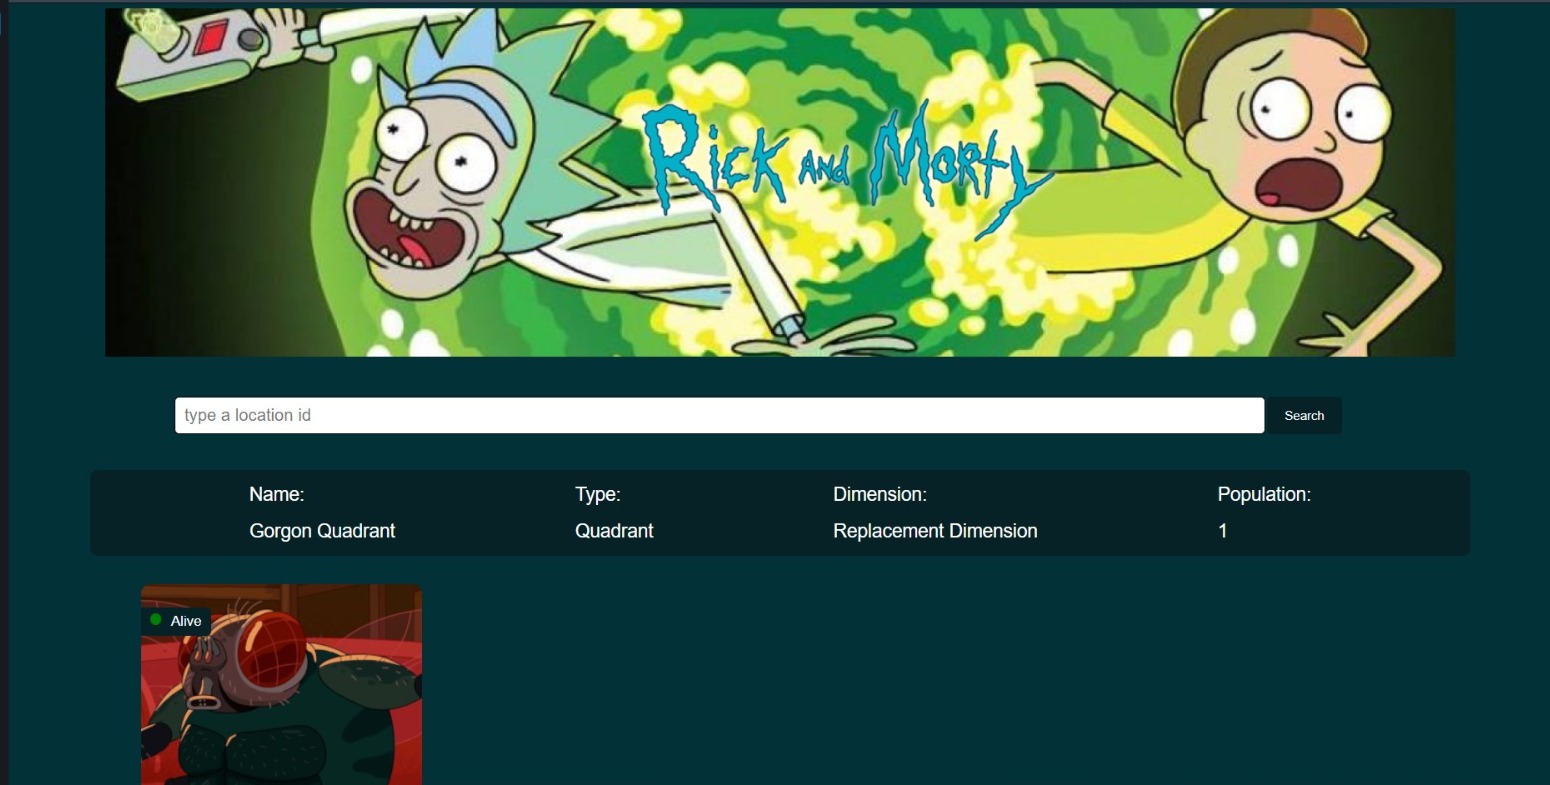 Rick and Morty
type a location id
Search
Name:
Type:
Dimension:
Population:
Gorgon Quadrant
Quadrant
Replacement Dimension
1
Alive